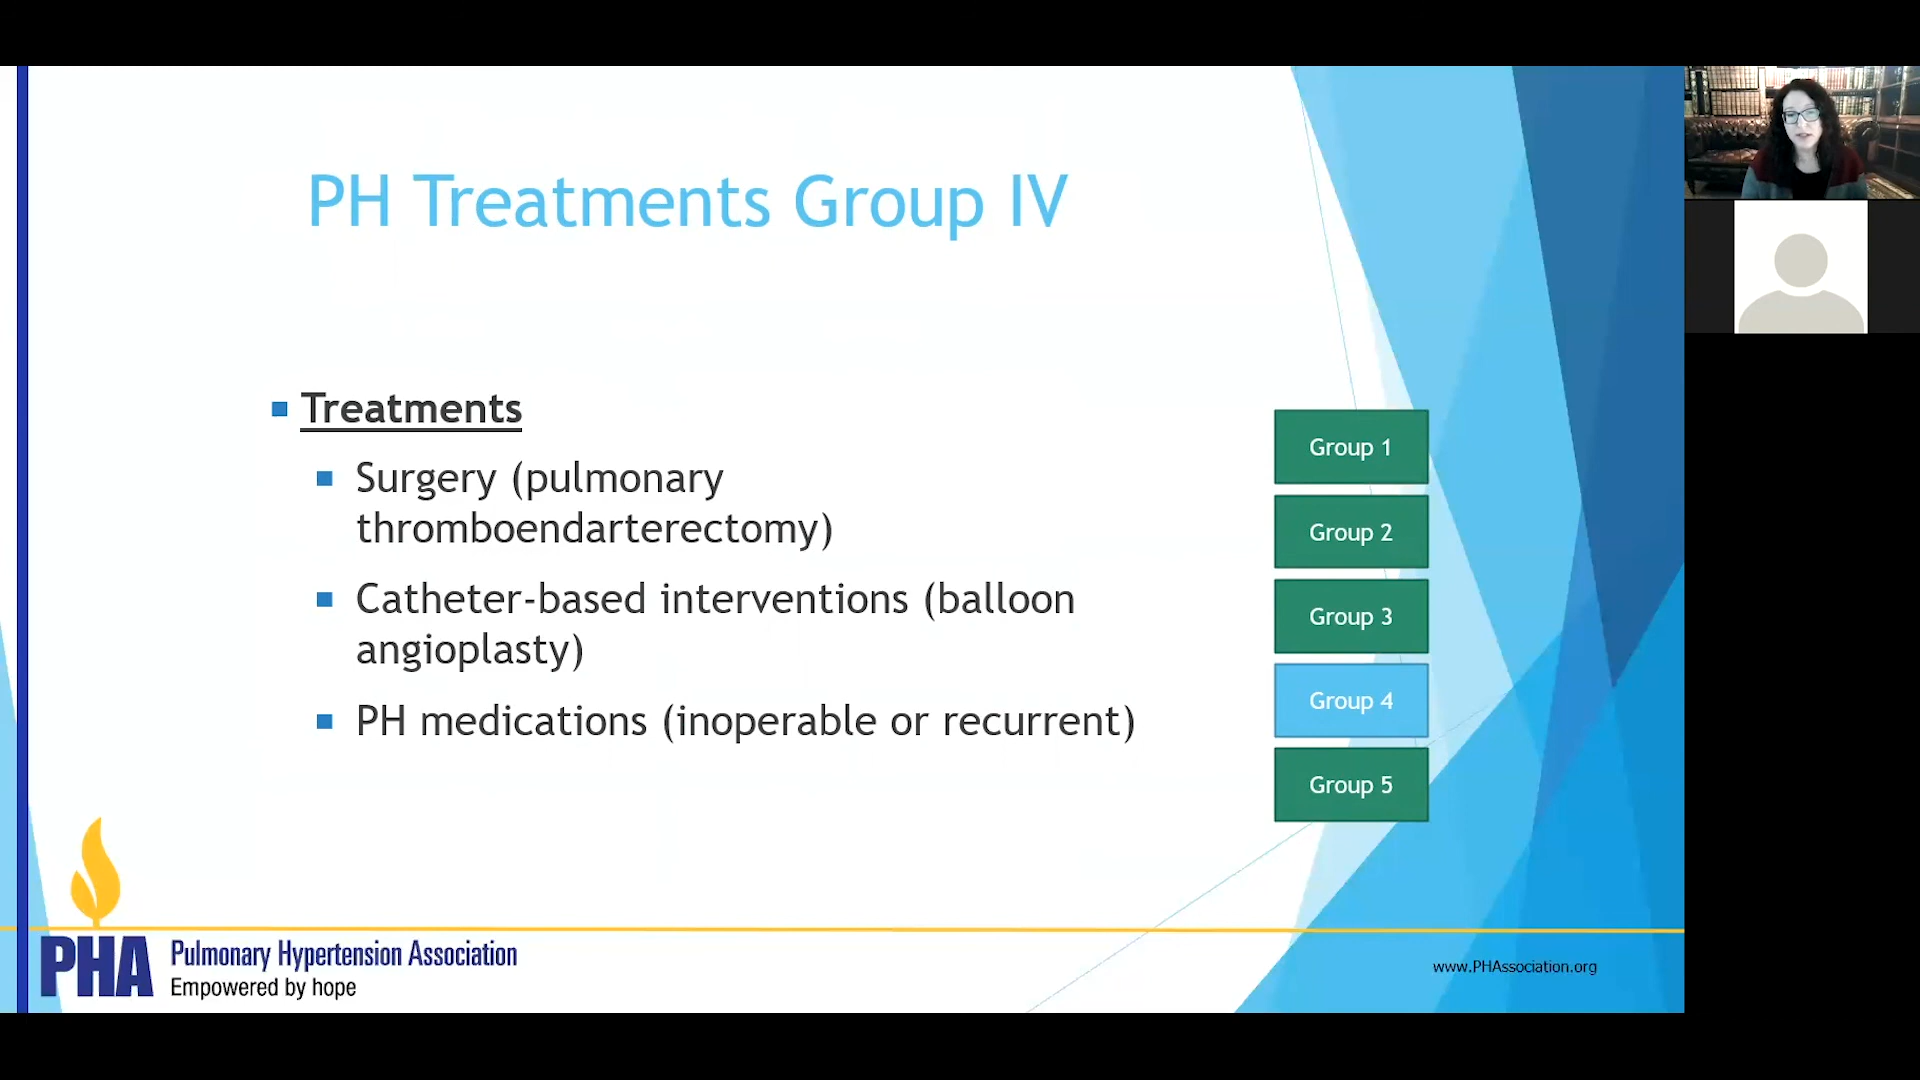 PH Treatments Group IV
Treatments
Surgery (pulmonary
thromboendarterectomy)
Catheter-based interventions (balloon
angioplasty)
PH medications (inoperable or recurrent)
Group 1
Group 2
Group 3
Group 4
Group 5
PHA
Pulmonary Hypertension Association
Empowered by hope
www.PHAssociation.org